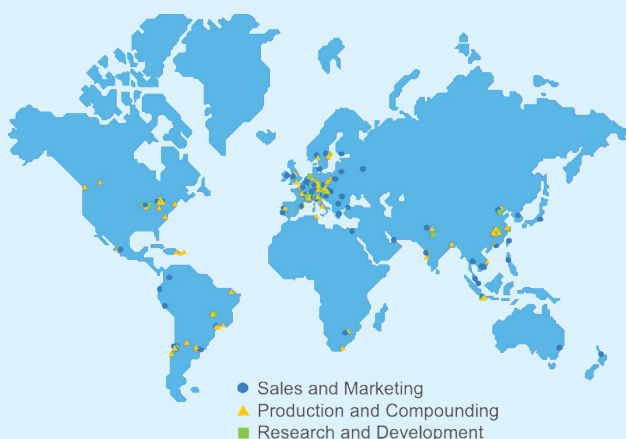 Sales and Marketing
Production and Compounding
Research and Development